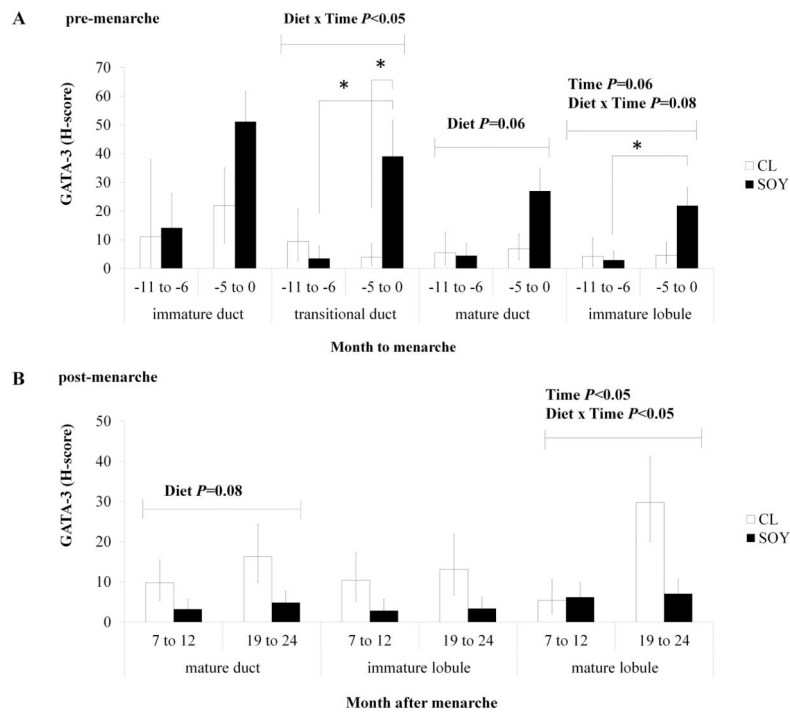 A pre-menarche
Diet x Time P<0.05
Time P=0.06
Diet x Time P=0.08
Diet P=0.06
* * *
GATA-3 (H-score)
70
60
50
40
30
20
10
0
CL
SOY
-11 to -6 -5 to 0 -11 to -6 -5 to 0 -11 to -6 -5 to 0 -11 to -6 -5 to 0
immature duct transitional duct mature duct immature lobule
Month to menarche
B post-menarche
Time P<0.05
Diet x Time P<0.05
Diet P=0.08
GATA-3 (H-score)
50
40
30
20
10
0
CL
SOY
7 to 12 19 to 24 7 to 12 19 to 24 7 to 12 19 to 24
mature duct immature lobule mature lobule
Month after menarche